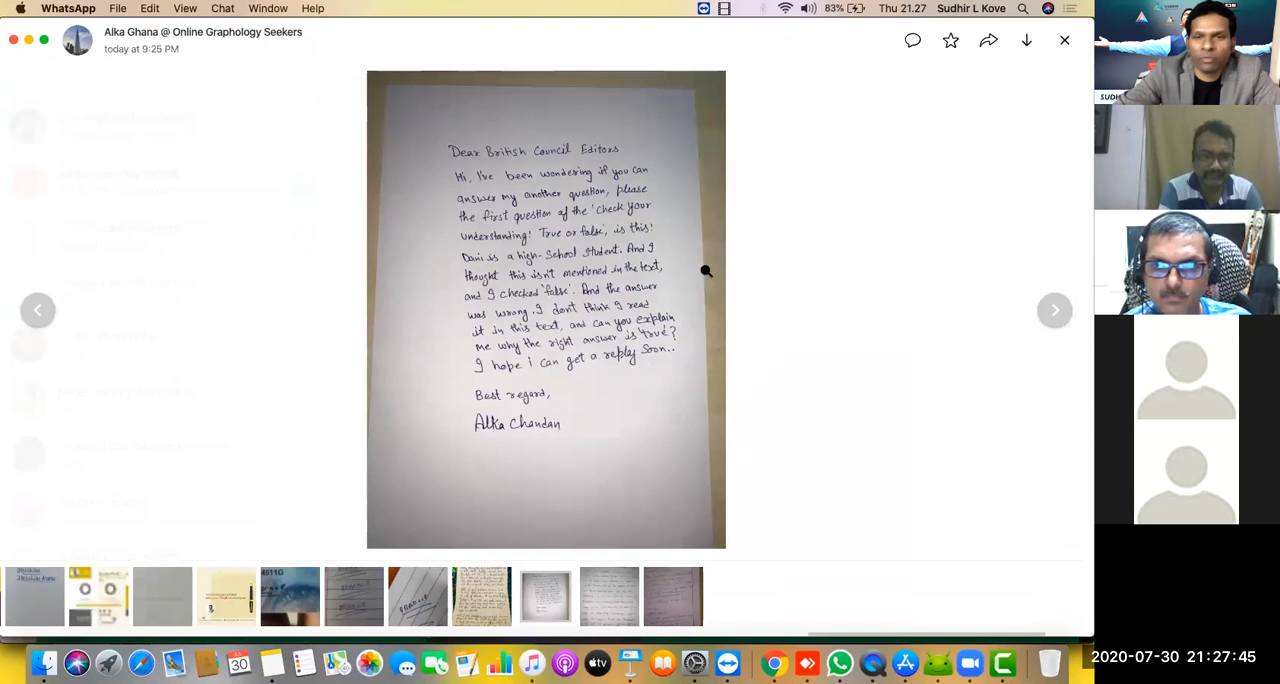 WhatsApp File Edit View Chat Window Help 83% Thu 21.27 Sudhir L Kove
Alka Ghana @ Online Graphology Seekers
today at 9:25 PM
Dear British Council Editors
Hi, I've been wondering if you can
answer my another question, please
the first question of the 'check your
understanding! True or false', is this!
is a high-School Student. And I
thought this isn't mentioned in the text,
and I checked 'false'. And the answer
was wrong. I don't think I read
it in this text, and can you explain
me why the right answer is 'true'?
I hope i can get a reply soon..
Best regard,
Alka Chandan
SUDH
4511G
30
tv
2020-07-30 21:27:45